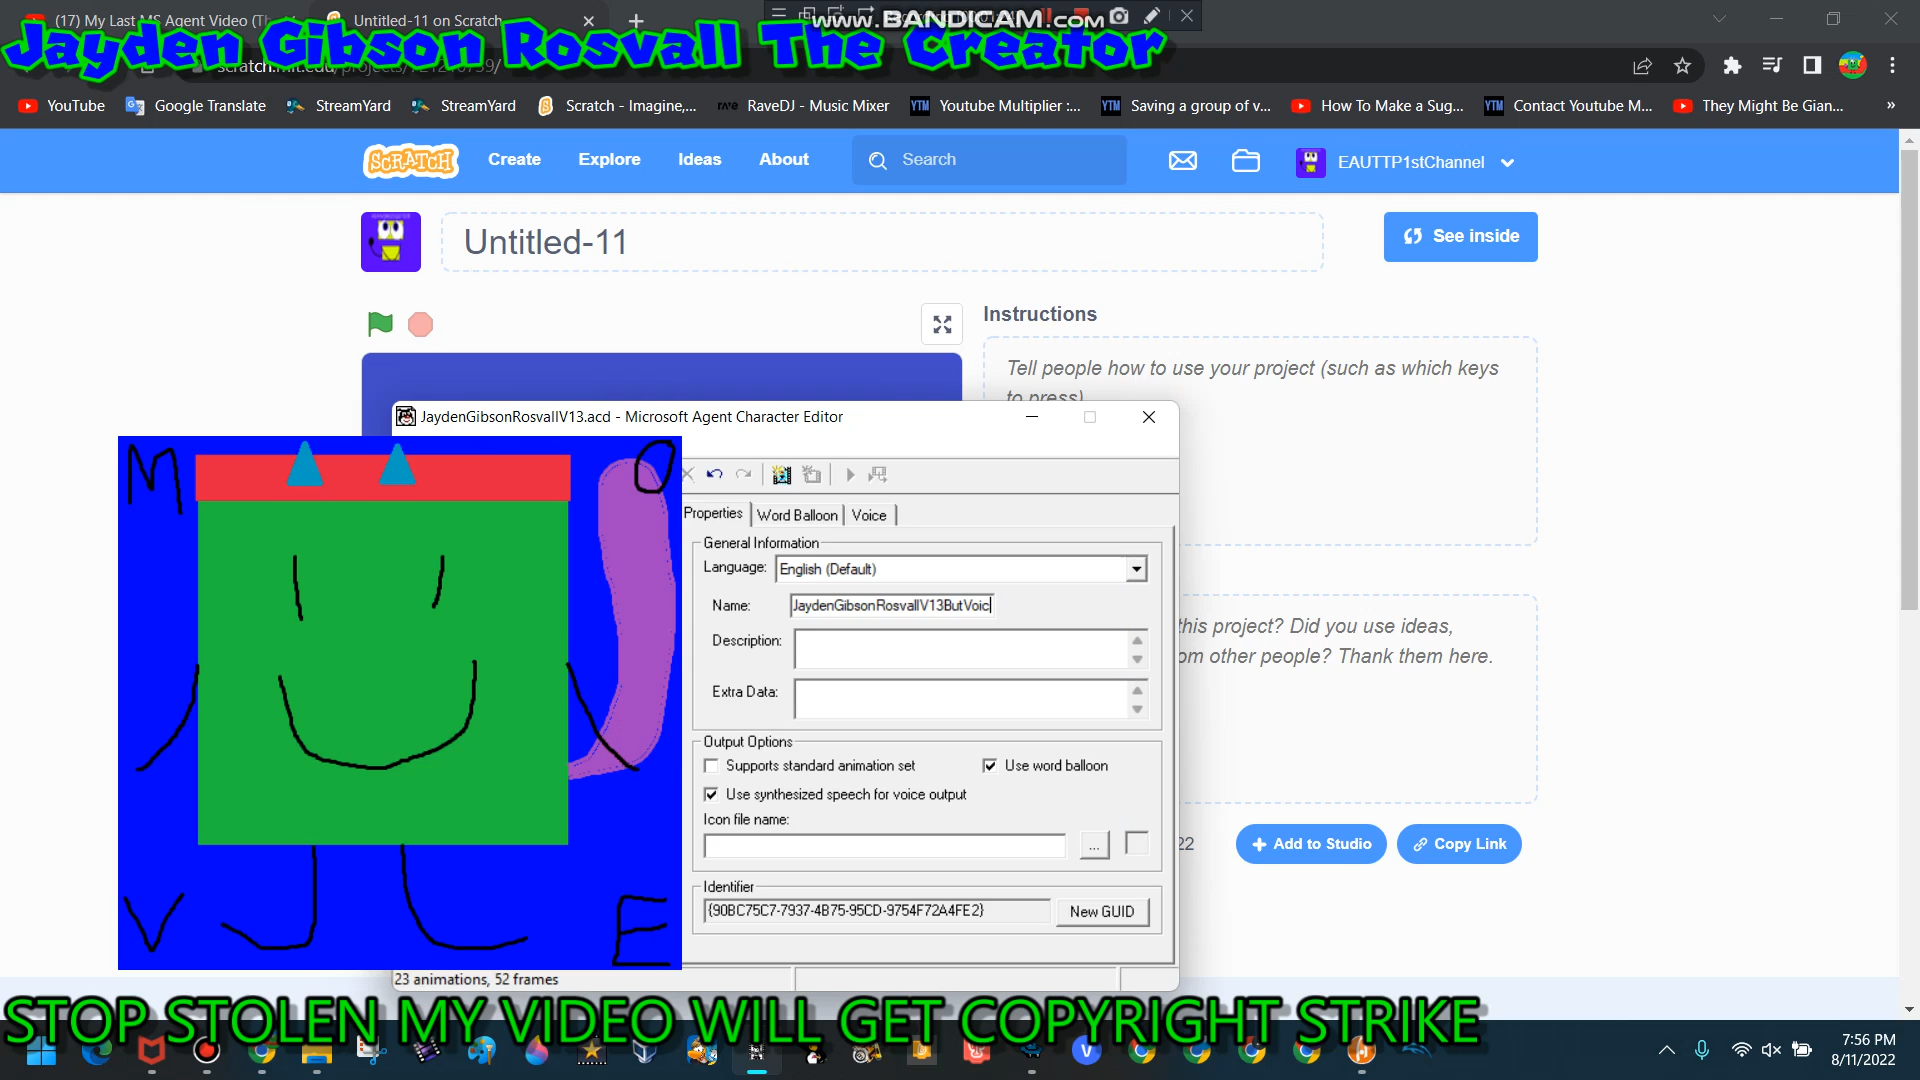 (17) My Last MS Agent Video (T
Untitled-11 on Scratch
www.BANDICAM.com
Jayden Gibson Rosvall The Creator
YouTube
Google Translate
StreamYard
StreamYard
Scratch - Imagine,...
RaveDJ - Music Mixer
Youtube Multiplier :...
Saving a group of v...
How To Make a Sug...
Contact Youtube M...
They Might Be Gian...
»
SCRATCH
Create
Explore
Ideas
About
Search
EAUTTP1stChannel
Untitled-11
See inside
Instructions
Tell people how to use your project (such as which keys
to press)
JaydenGibsonRosvallV13.acd - Microsoft Agent Character Editor
M
O
Properties
Word Balloon
Voice
General Information
Language:
English (Default)
Name:
JaydenGibsonRosvallV13ButVoic
Description:
this project? Did you use ideas,
om other people? Thank them here.
Extra Data:
Output Options
Supports standard animation set
Use word balloon
Use synthesized speech for voice output
Icon file name:
...
22
Add to Studio
Copy Link
Identifier
{90BC75C7-7937-4B75-95CD-9754F72A4FE2}
New GUID
V
E
23 animations, 52 frames
STOP STOLEN MY VIDEO WILL GET COPYRIGHT STRIKE
7:56 PM
8/11/2022